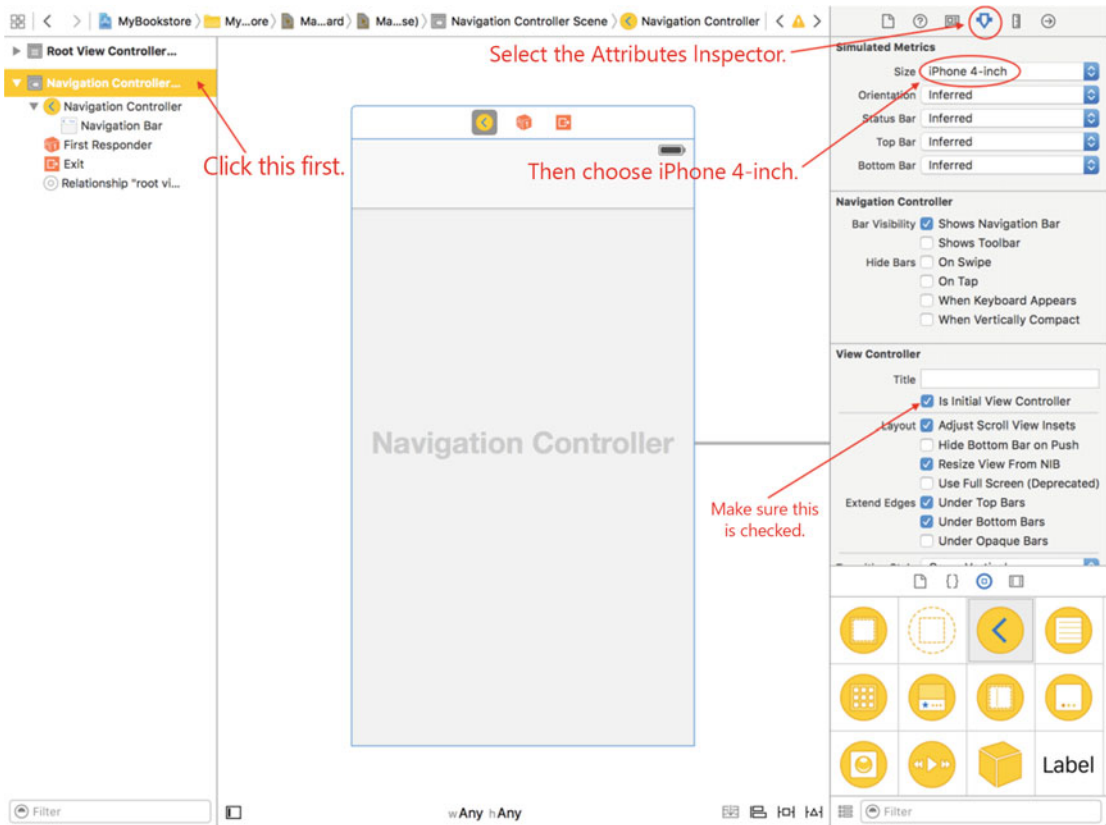 MyBookstore My...ore Ma...ard Ma...se) Navigation Controller Scene Navigation Controller
Root View Controller...
Navigation Controller...
Navigation Controller
Navigation Bar
First Responder
Exit
Relationship "root vi...
Click this first.
Select the Attributes Inspector.
Then choose iPhone 4-inch.
Navigation Controller
Make sure this
is checked.
Simulated Metrics
Size iPhone 4-inch
Orientation Inferred
Status Bar Inferred
Top Bar Inferred
Bottom Bar Inferred
Navigation Controller
Bar Visibility Shows Navigation Bar
Shows Toolbar
Hide Bars On Swipe
On Tap
When Keyboard Appears
When Vertically Compact
View Controller
Title
Is Initial View Controller
Layout Adjust Scroll View Insets
Hide Bottom Bar on Push
Resize View From NIB
Use Full Screen (Deprecated)
Extend Edges Under Top Bars
Under Bottom Bars
Under Opaque Bars
Label
Filter
wAny hAny
Filter